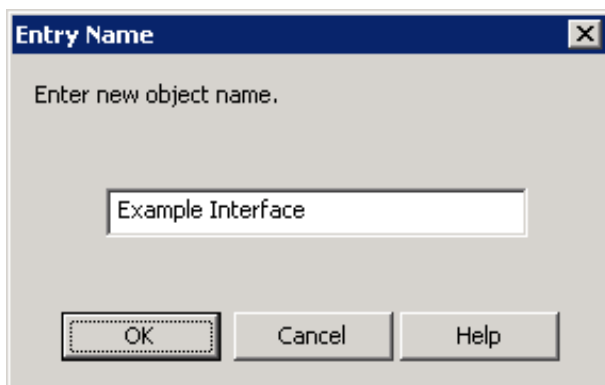 Entry Name
Enter new object name.
Example Interface
OK Cancel Help